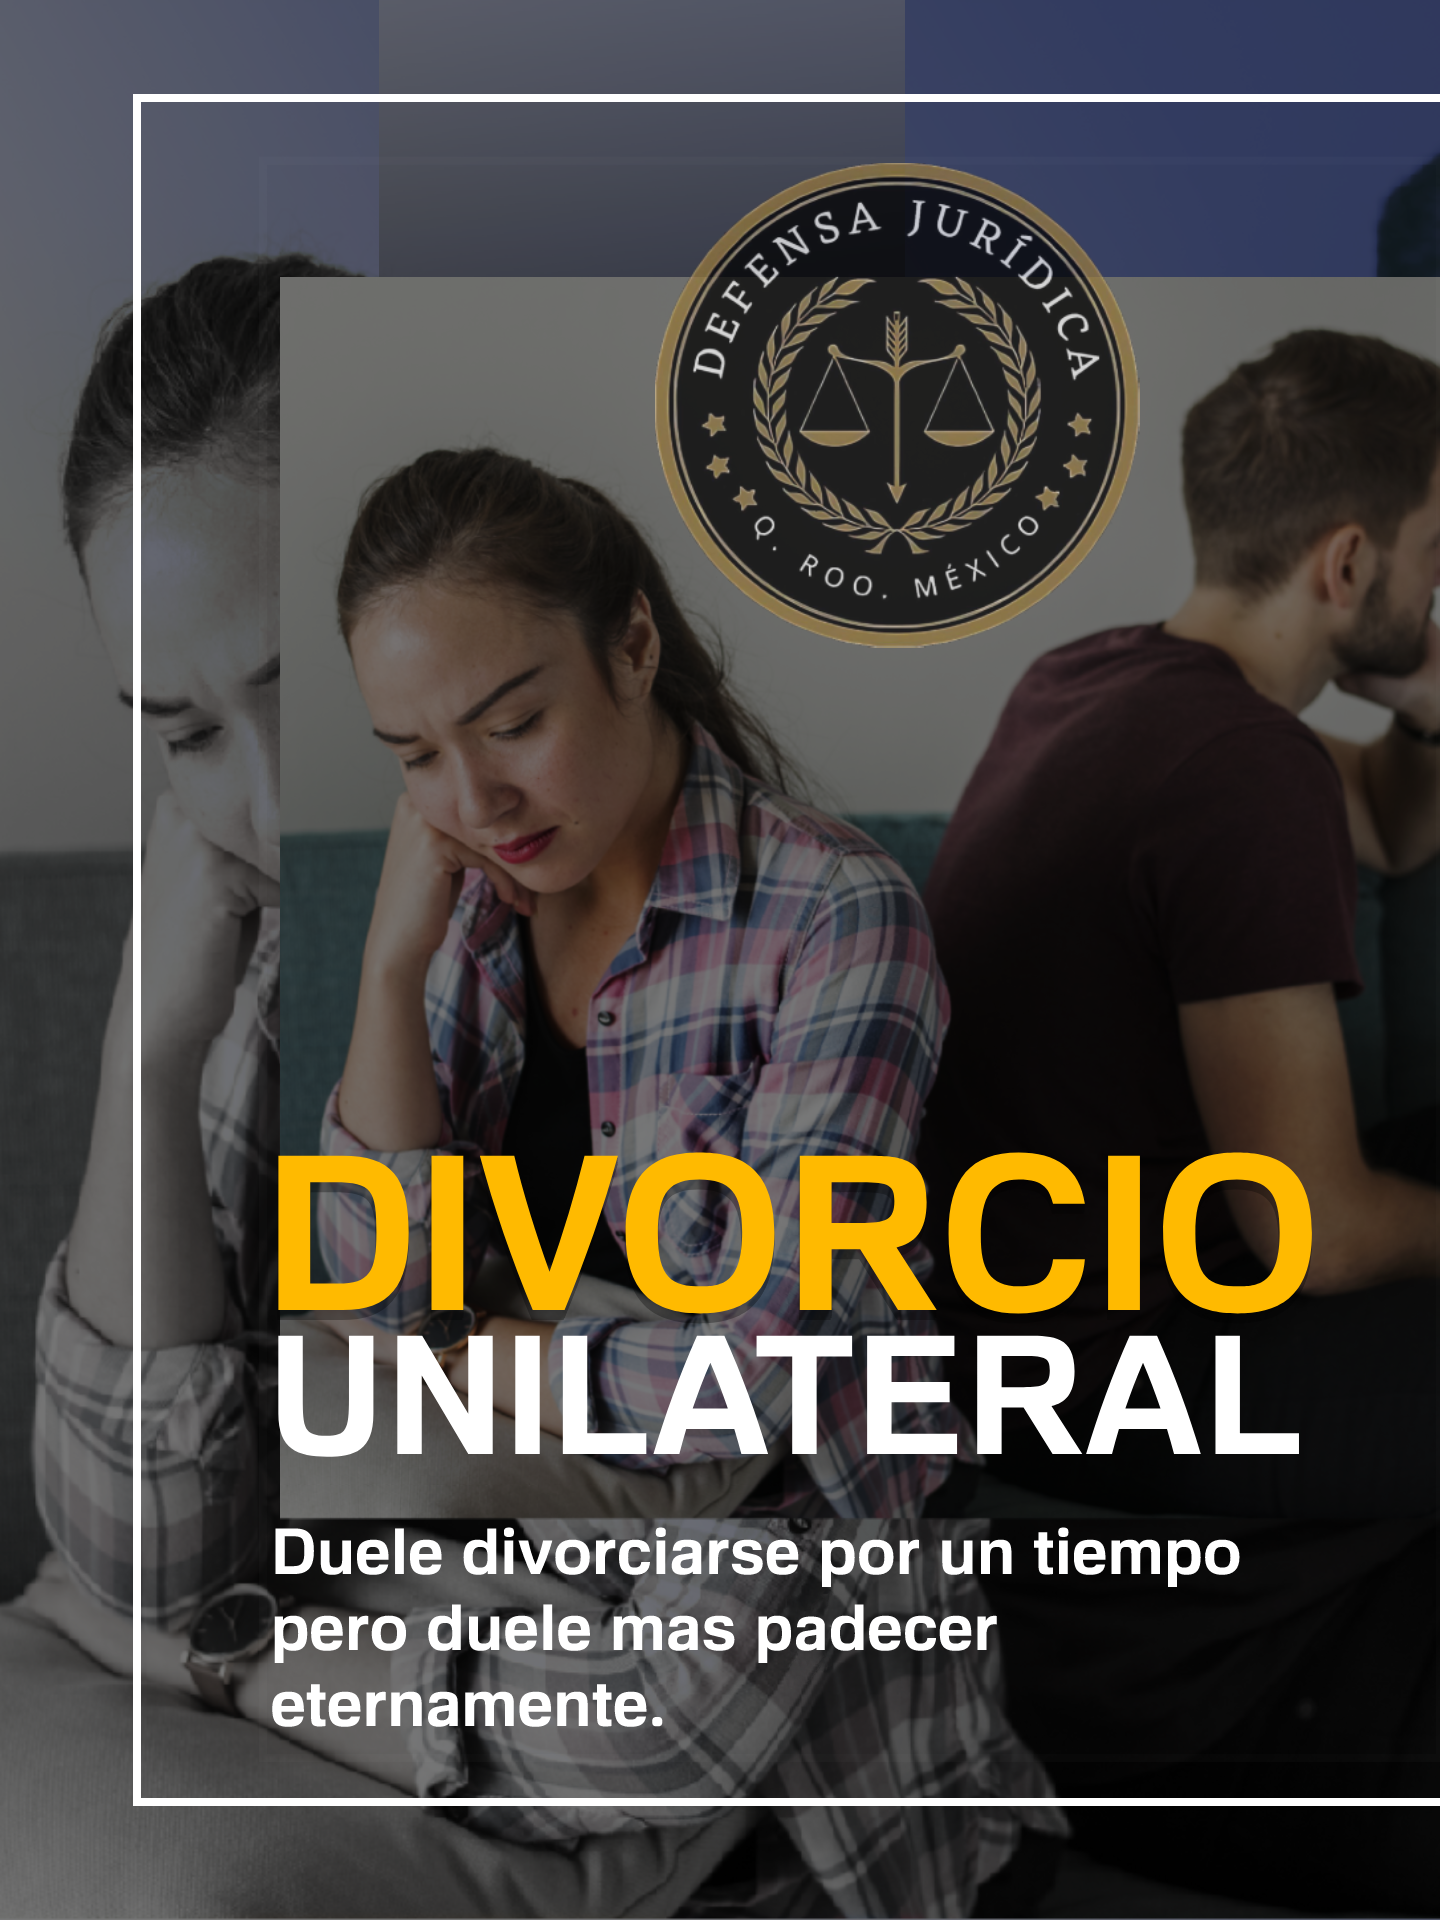 DEFENSA JURÍDICA
Q. ROO. MÉXICO
DIVORCIO
UNILATERAL
Duele divorciarse por un tiempo
pero duele mas padecer
eternamente.